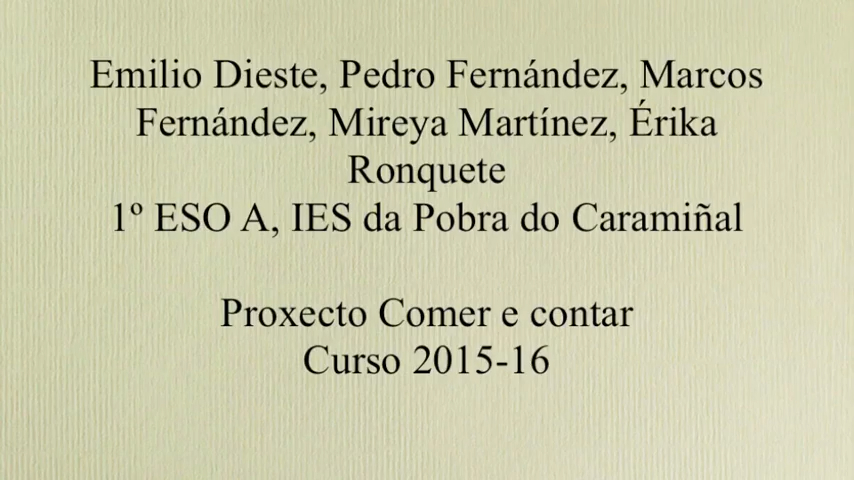 Emilio Dieste, Pedro Fernández, Marcos
Fernández, Mireya Martínez, Érika
Ronquete
1º ESO A, IES da Pobra do Caramiñal
Proxecto Comer e contar
Curso 2015-16